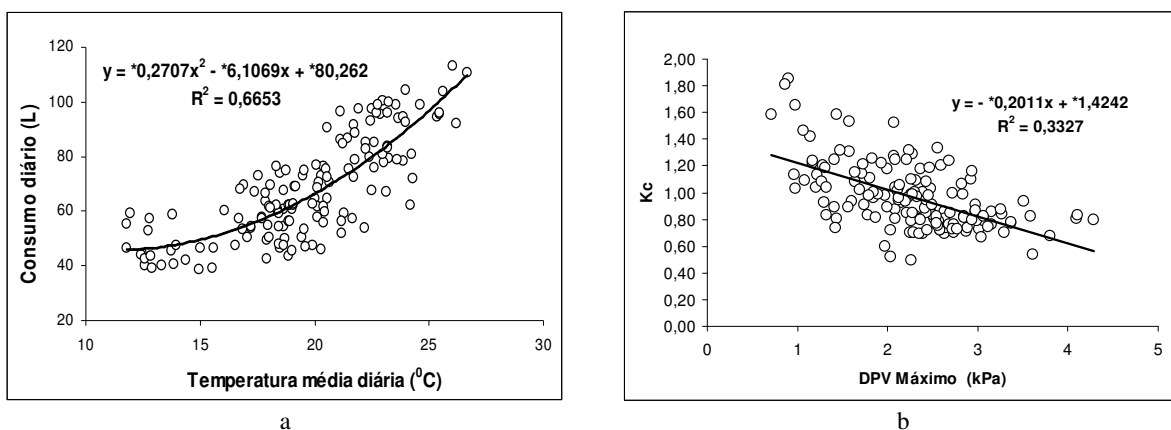 120
100
80
60
40
20
10
15
20
25
30
Consumo diário (L)
Temperatura média diária (⁰C)
y = *0,2707x² - *6,1069x + *80,262
R² = 0,6653
a
2,00
1,80
1,60
1,40
1,20
1,00
0,80
0,60
0,40
0,20
0,00
0
1
2
3
4
5
Kc
DPV Máximo (kPa)
y = - *0,2011x + *1,4242
R² = 0,3327
b